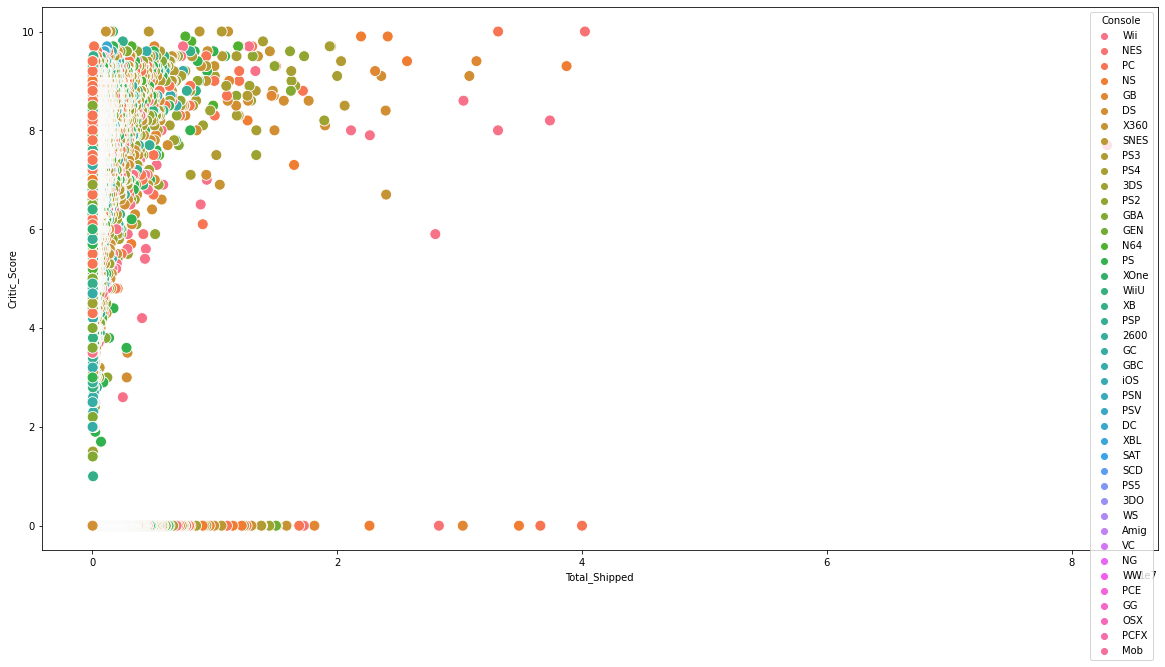 Critic_Score
10
8
6
4
2
0
0
2
4
6
8
1e7
Total_Shipped
Console
Wii
NES
PC
NS
GB
DS
X360
SNES
PS3
PS4
3DS
PS2
GBA
GEN
N64
PS
XOne
WiiU
XB
PSP
2600
GC
GBC
iOS
PSN
PSV
DC
XBL
SAT
SCD
PS5
3DO
WS
Amig
VC
NG
WW
PCE
GG
OSX
PCFX
Mob